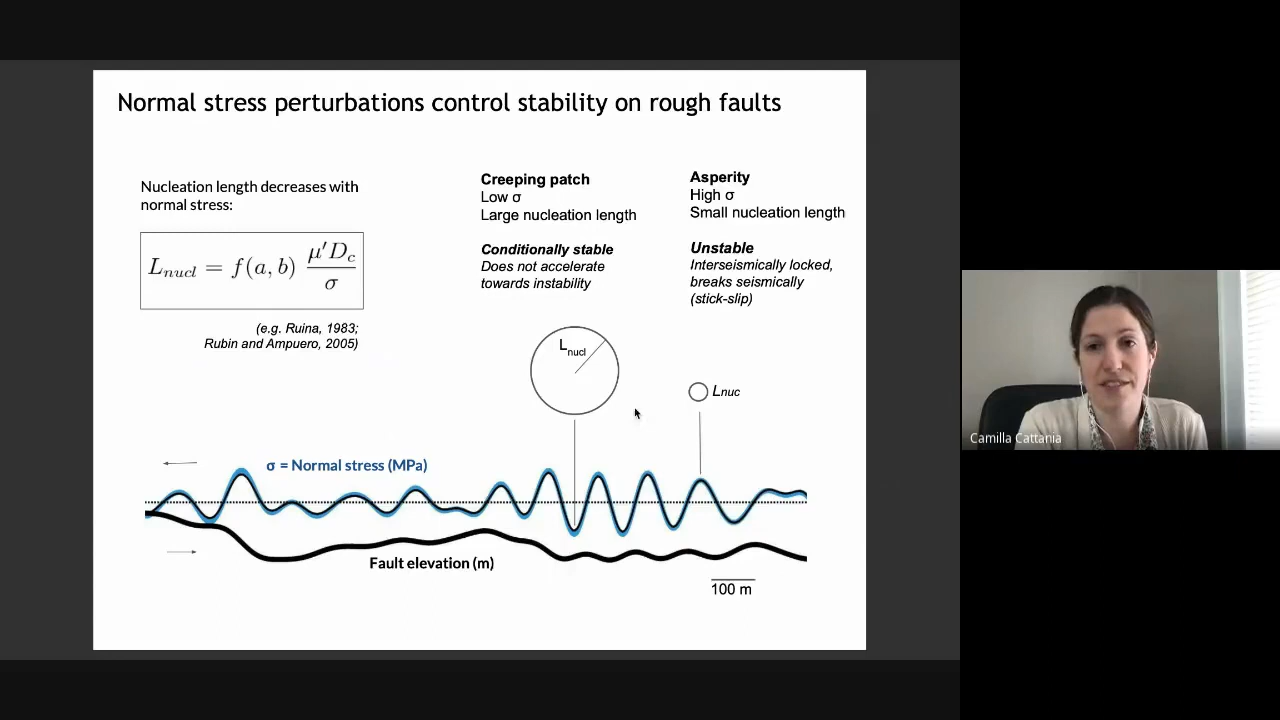 Normal stress perturbations control stability on rough faults
Nucleation length decreases with
normal stress:
L_nucl = f(a, b) μ′D_c / σ
(e.g. Ruina, 1983;
Rubin and Ampuero, 2005)
Creeping patch
Low σ
Large nucleation length
Conditionally stable
Does not accelerate
towards instability
Asperity
High σ
Small nucleation length
Unstable
Interseismically locked,
breaks seismically
(stick-slip)
L_nucl
Lnuc
σ = Normal stress (MPa)
Fault elevation (m)
100 m
Camilla Cattania